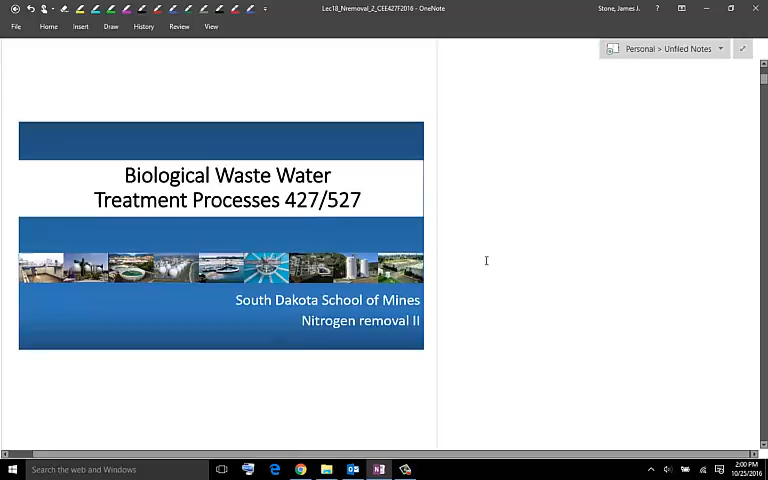 Lec18_Nremoval_2_CEE427F2016 - OneNote
Stone, James J.
?
File Home Insert Draw History Review View
Personal > Unfiled Notes
Biological Waste Water
Treatment Processes 427/527
South Dakota School of Mines
Nitrogen removal II
Search the web and Windows
2:00 PM
10/25/2016